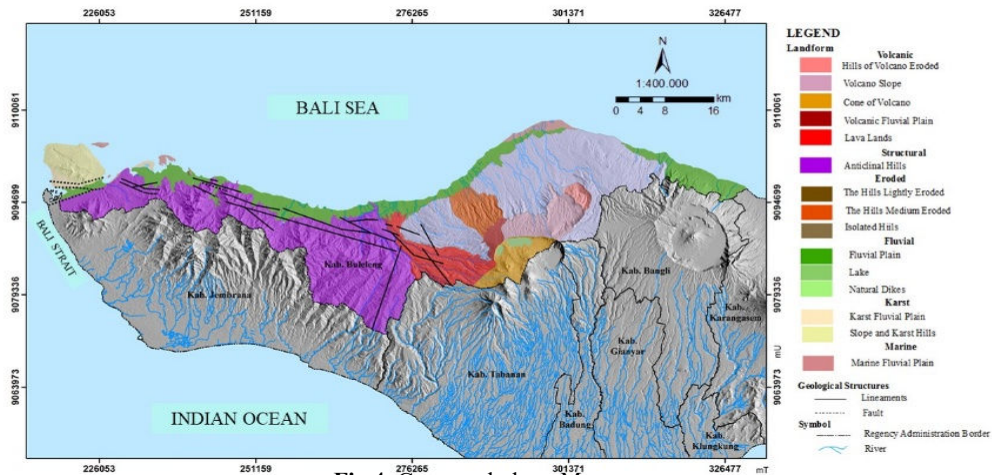 226053 251159 276265 301371 326477
N
1:400.000
km
0 2 4 8 16
BALI SEA
9110061 9110061
9094699 9094699
9079336 9079336
9063973 9063973
BALI STRAIT
Kab. Jembrana
Kab. Buleleng
Kab. Bangli
Kab.
Karangasem
Kab.
Gianyar
Kab. Tabanan
Kab.
Badung
Kab.
Klungkung
INDIAN OCEAN
mU
226053 251159 276265 301371 326477 mT
LEGEND
Landform
Volcanic
Hills of Volcano Eroded
Volcano Slope
Cone of Volcano
Volcanic Fluvial Plain
Lava Lands
Structural
Anticlinal Hills
Eroded
The Hills Lightly Eroded
The Hills Medium Eroded
Isolated Hills
Fluvial
Fluvial Plain
Lake
Natural Dikes
Karst
Karst Fluvial Plain
Slope and Karst Hills
Marine
Marine Fluvial Plain
Geological Structures
Lineaments
Fault
Symbol
Regency Administration Border
River